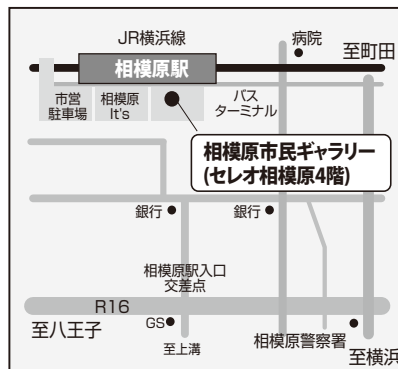 JR横浜線
病院
至町田
相模原駅
市営
駐車場
相模原
It's
バス
ターミナル
相模原市民ギャラリー
(セレオ相模原4階)
銀行
銀行
相模原駅入口
交差点
R16
至八王子
GS
至上溝
相模原警察署
至横浜